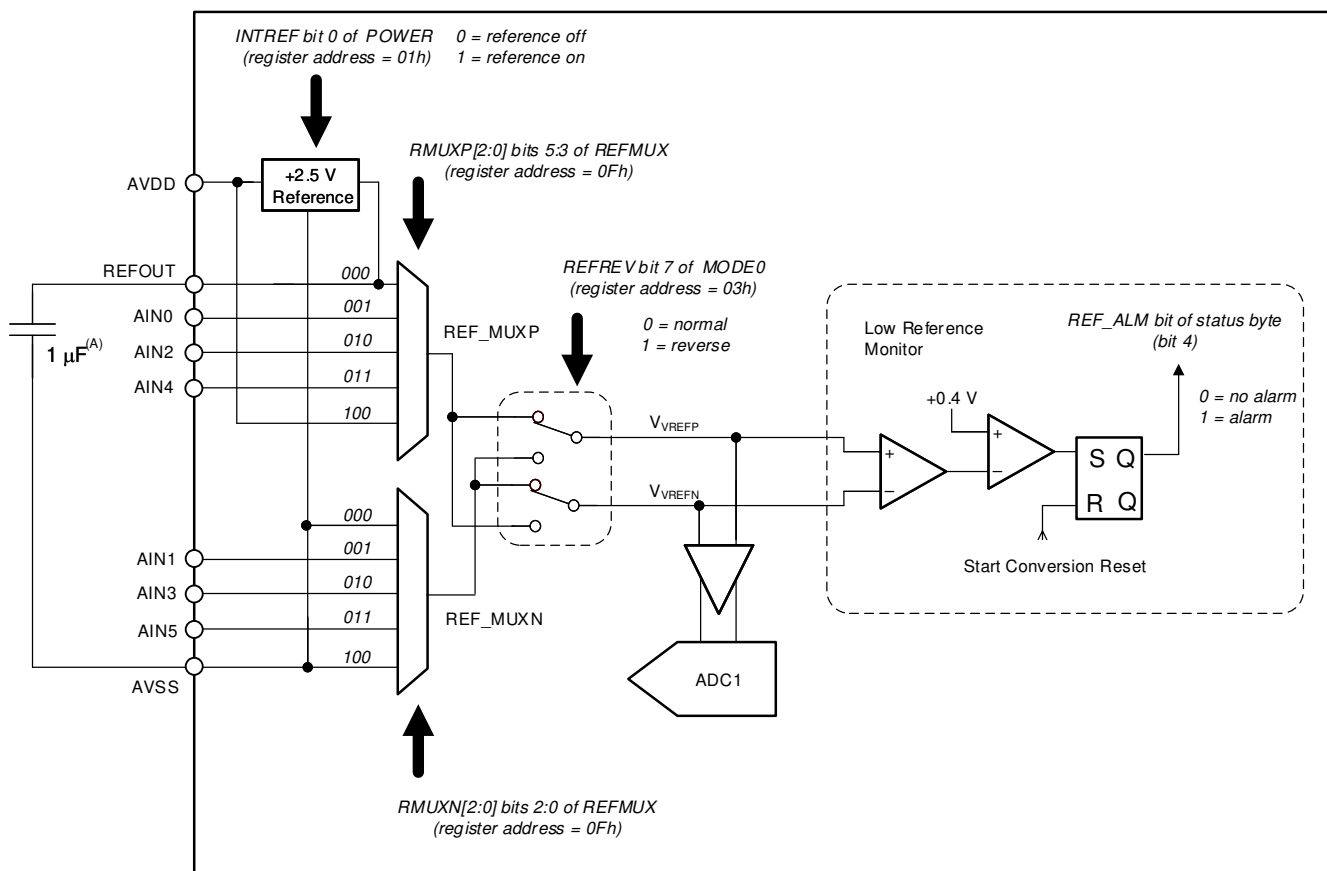 INTREF bit 0 of POWER 0 = reference off
(register address = 01h) 1 = reference on
RMUXP[2:0] bits 5:3 of REFMUX
(register address = 0Fh)
AVDD
+2.5 V
Reference
REFOUT
000
AIN0
001
AIN2
010
AIN4
011
100
1 µF(A)
REF_MUXP
REFREV bit 7 of MODE0
(register address = 03h)
0 = normal
1 = reverse
VVREFP
VVREFN
Low Reference
Monitor
REF_ALM bit of status byte
(bit 4)
0 = no alarm
1 = alarm
+0.4 V
+
−
+
−
S Q
R Q
Start Conversion Reset
000
AIN1
001
AIN3
010
AIN5
011
AVSS
100
REF_MUXN
ADC1
RMUXN[2:0] bits 2:0 of REFMUX
(register address = 0Fh)